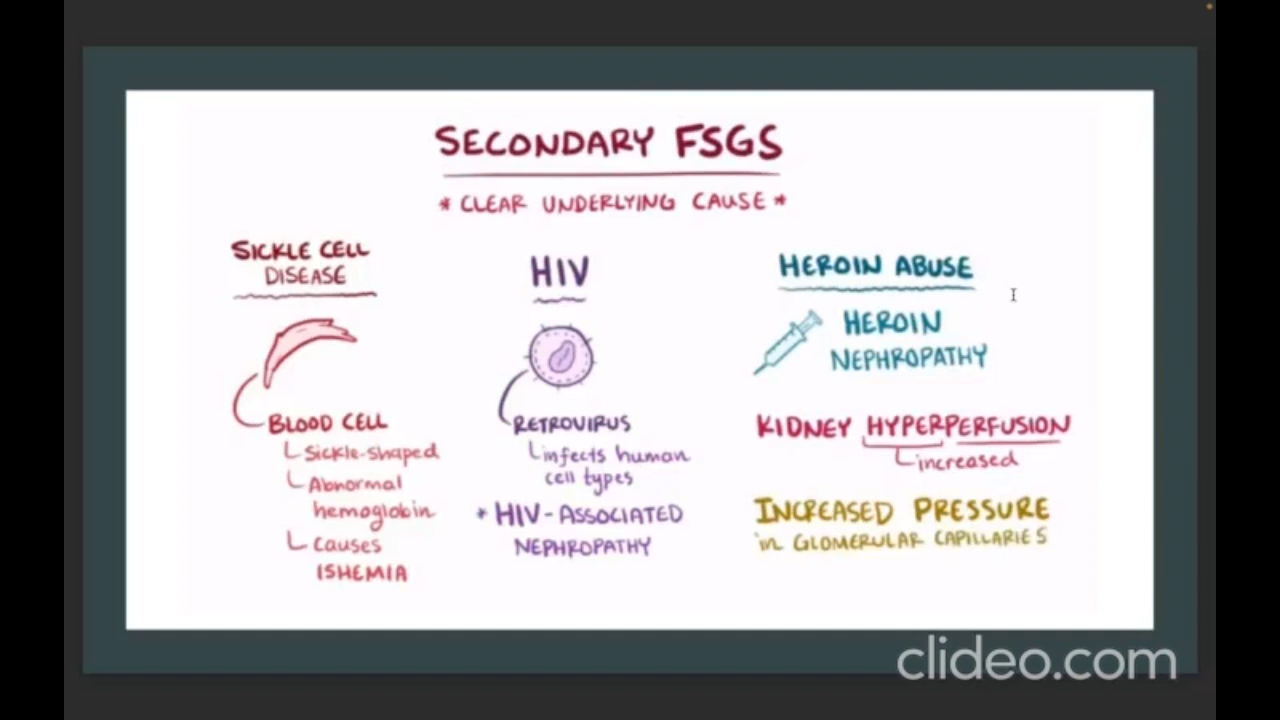 SECONDARY FSGS
* CLEAR UNDERLYING CAUSE *
SICKLE CELL
DISEASE
BLOOD CELL
Sickle-shaped
Abnormal
hemoglobin
causes
ISHEMIA
HIV
RETROVIRUS
infects human
cell types
* HIV-ASSOCIATED
NEPHROPATHY
HEROIN ABUSE
HEROIN
NEPHROPATHY
KIDNEY HYPERPERFUSION
increased
INCREASED PRESSURE
in GLOMERULAR CAPILLARIES
clideo.com